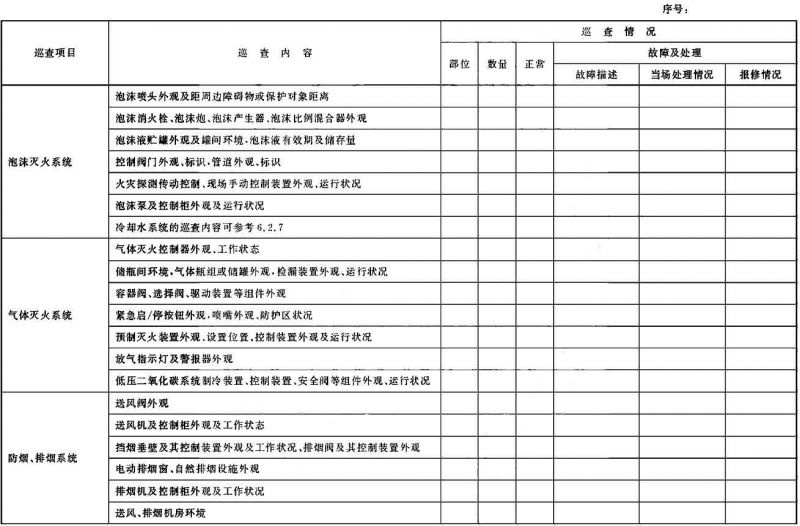 序号：
巡查项目
巡 查 内 容
巡 查 情 况
部位
数量
正常
故障及处理
故障描述
当场处理情况
报修情况
泡沫灭火系统
泡沫喷头外观及距周边障碍物或保护对象距离
泡沫消火栓、泡沫炮、泡沫产生器、泡沫比例混合器外观
泡沫液贮罐外观及罐间环境，泡沫液有效期及储存量
控制阀门外观、标识，管道外观、标识
火灾探测传动控制、现场手动控制装置外观、运行状况
泡沫泵及控制柜外观及运行状况
冷却水系统的巡查内容可参考6.2.7
气体灭火系统
气体灭火控制器外观、工作状态
储瓶间环境，气体瓶组或储罐外观，检漏装置外观、运行状况
容器阀、选择阀、驱动装置等组件外观
紧急启/停按钮外观，喷嘴外观、防护区状况
预制灭火装置外观、设置位置、控制装置外观及运行状况
放气指示灯及警报器外观
低压二氧化碳系统制冷装置、控制装置、安全阀等组件外观、运行状况
防烟、排烟系统
送风阀外观
送风机及控制柜外观及工作状态
挡烟垂壁及其控制装置外观及工作状况、排烟阀及其控制装置外观
电动排烟窗、自然排烟设施外观
排烟机及控制柜外观及工作状况
送风、排烟机房环境